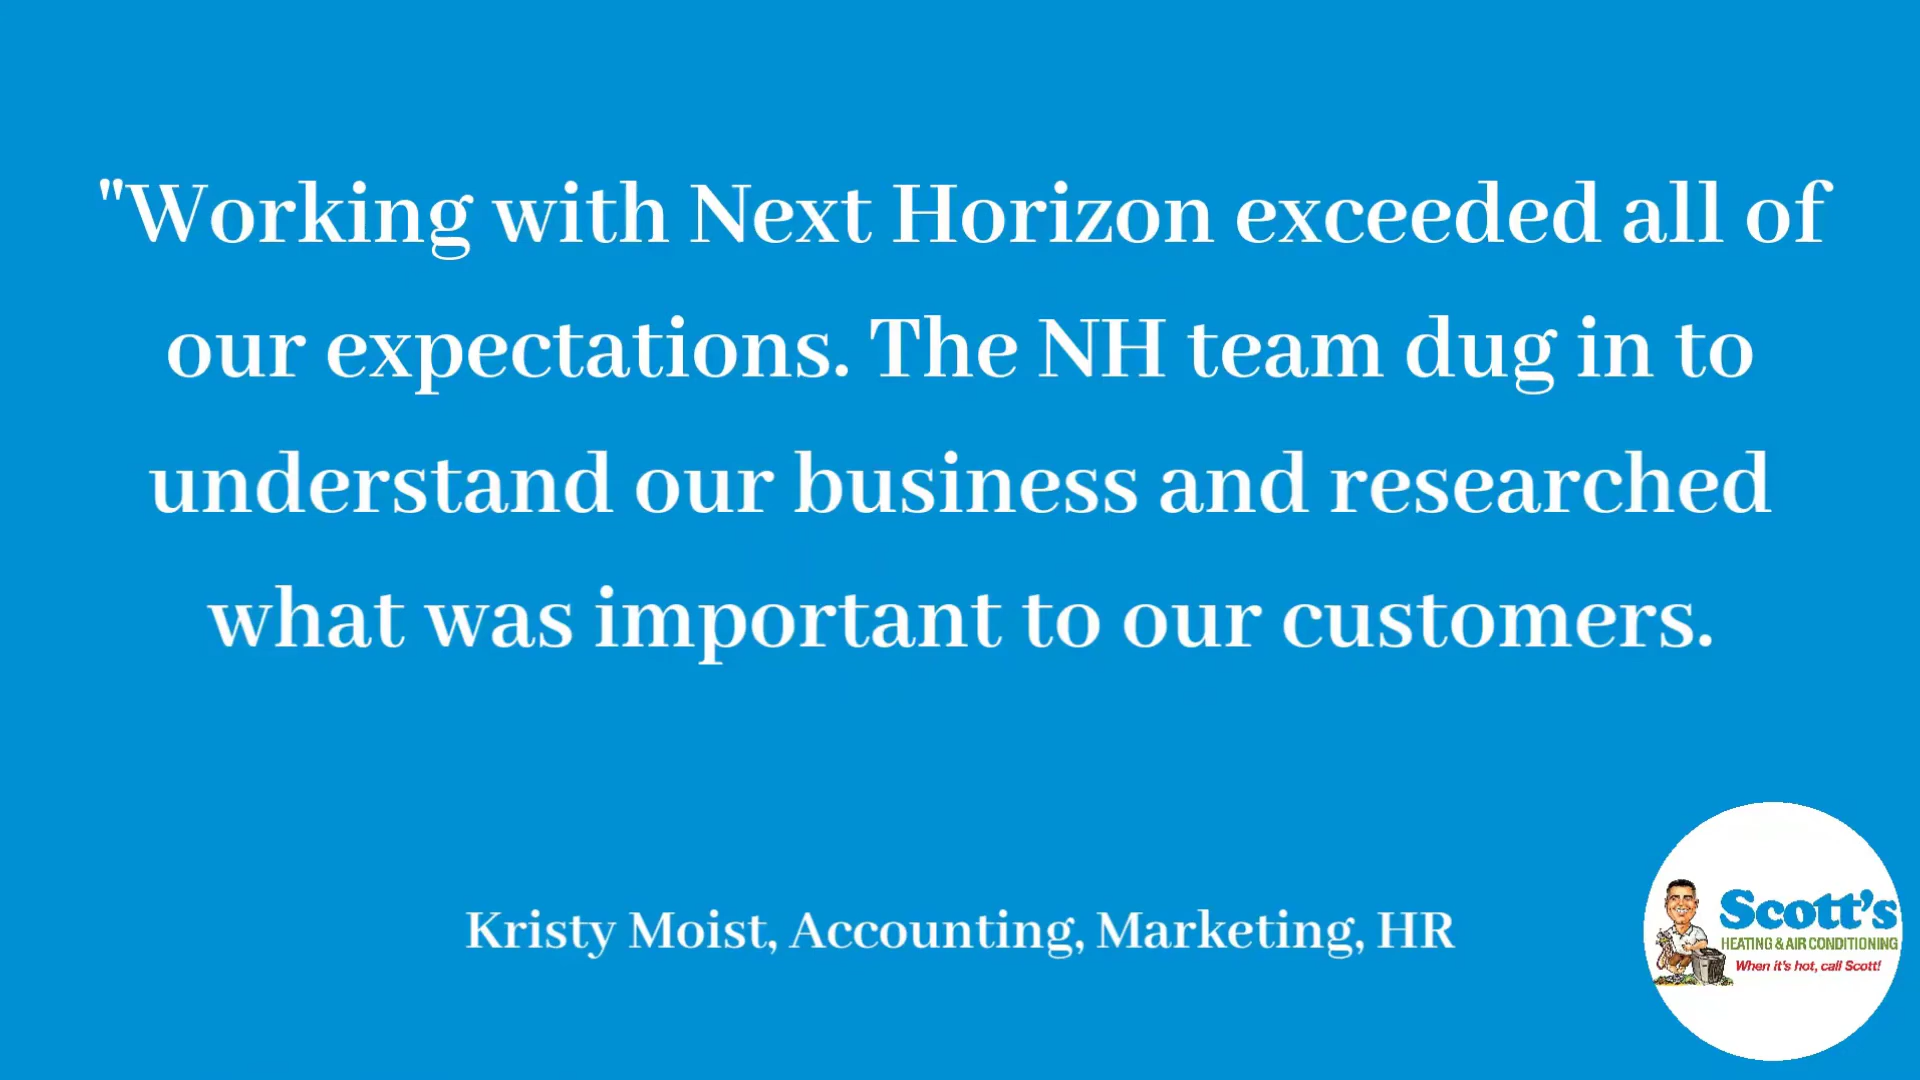 "Working with Next Horizon exceeded all of
our expectations. The NH team dug in to
understand our business and researched
what was important to our customers.
Kristy Moist, Accounting, Marketing, HR
Scott's
HEATING & AIR CONDITIONING
When it's hot, call Scott!